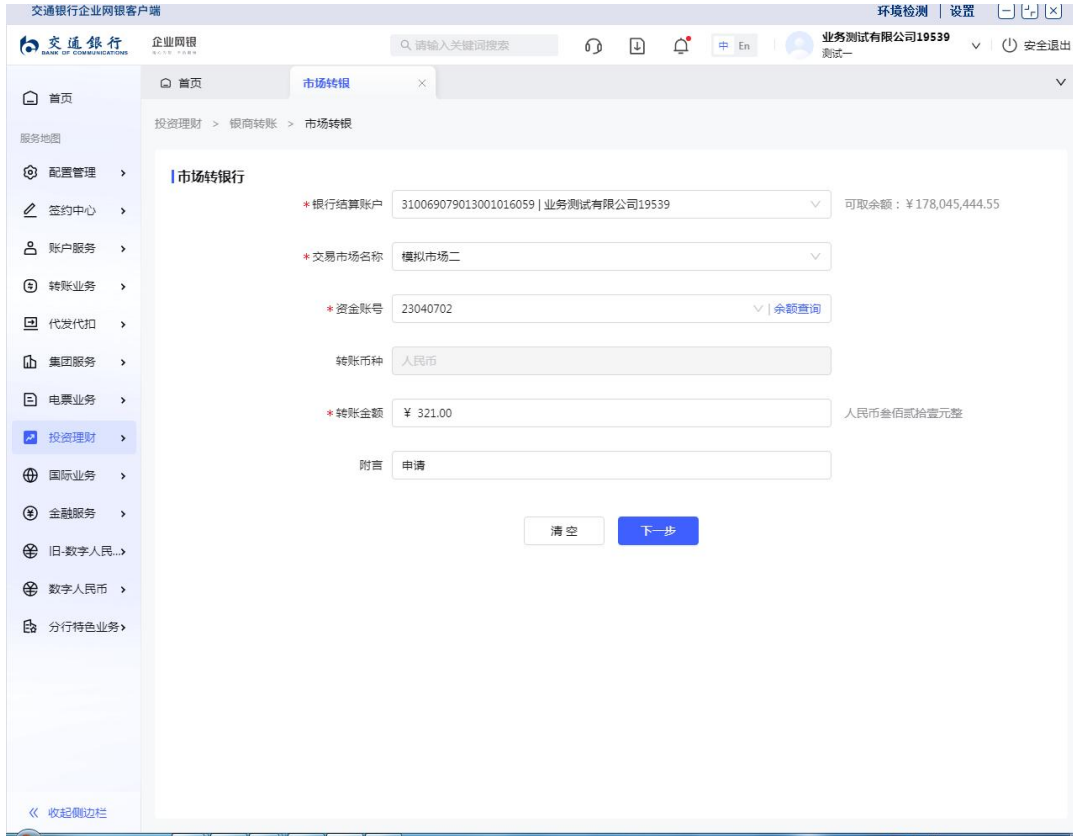 交通银行企业网银客户端 环境检测 | 设置
交通银行 BANK OF COMMUNICATIONS 企业网银 请输入关键词搜索 中 En 业务测试有限公司19539 测试一 安全退出
首页 市场转银 ×
首页
投资理财 > 银商转账 > 市场转银
服务地图
配置管理
签约中心
账户服务
转账业务
代发代扣
集团服务
电票业务
投资理财
国际业务
金融服务
旧-数字人民...
数字人民币
分行特色业务
收起侧边栏
市场转银行
*银行结算账户 310069079013001016059 | 业务测试有限公司19539 可取余额：¥178,045,444.55
*交易市场名称 模拟市场二
*资金账号 23040702 | 余额查询
转账币种 人民币
*转账金额 ¥ 321.00 人民币叁佰贰拾壹元整
附言 申请
清空 下一步